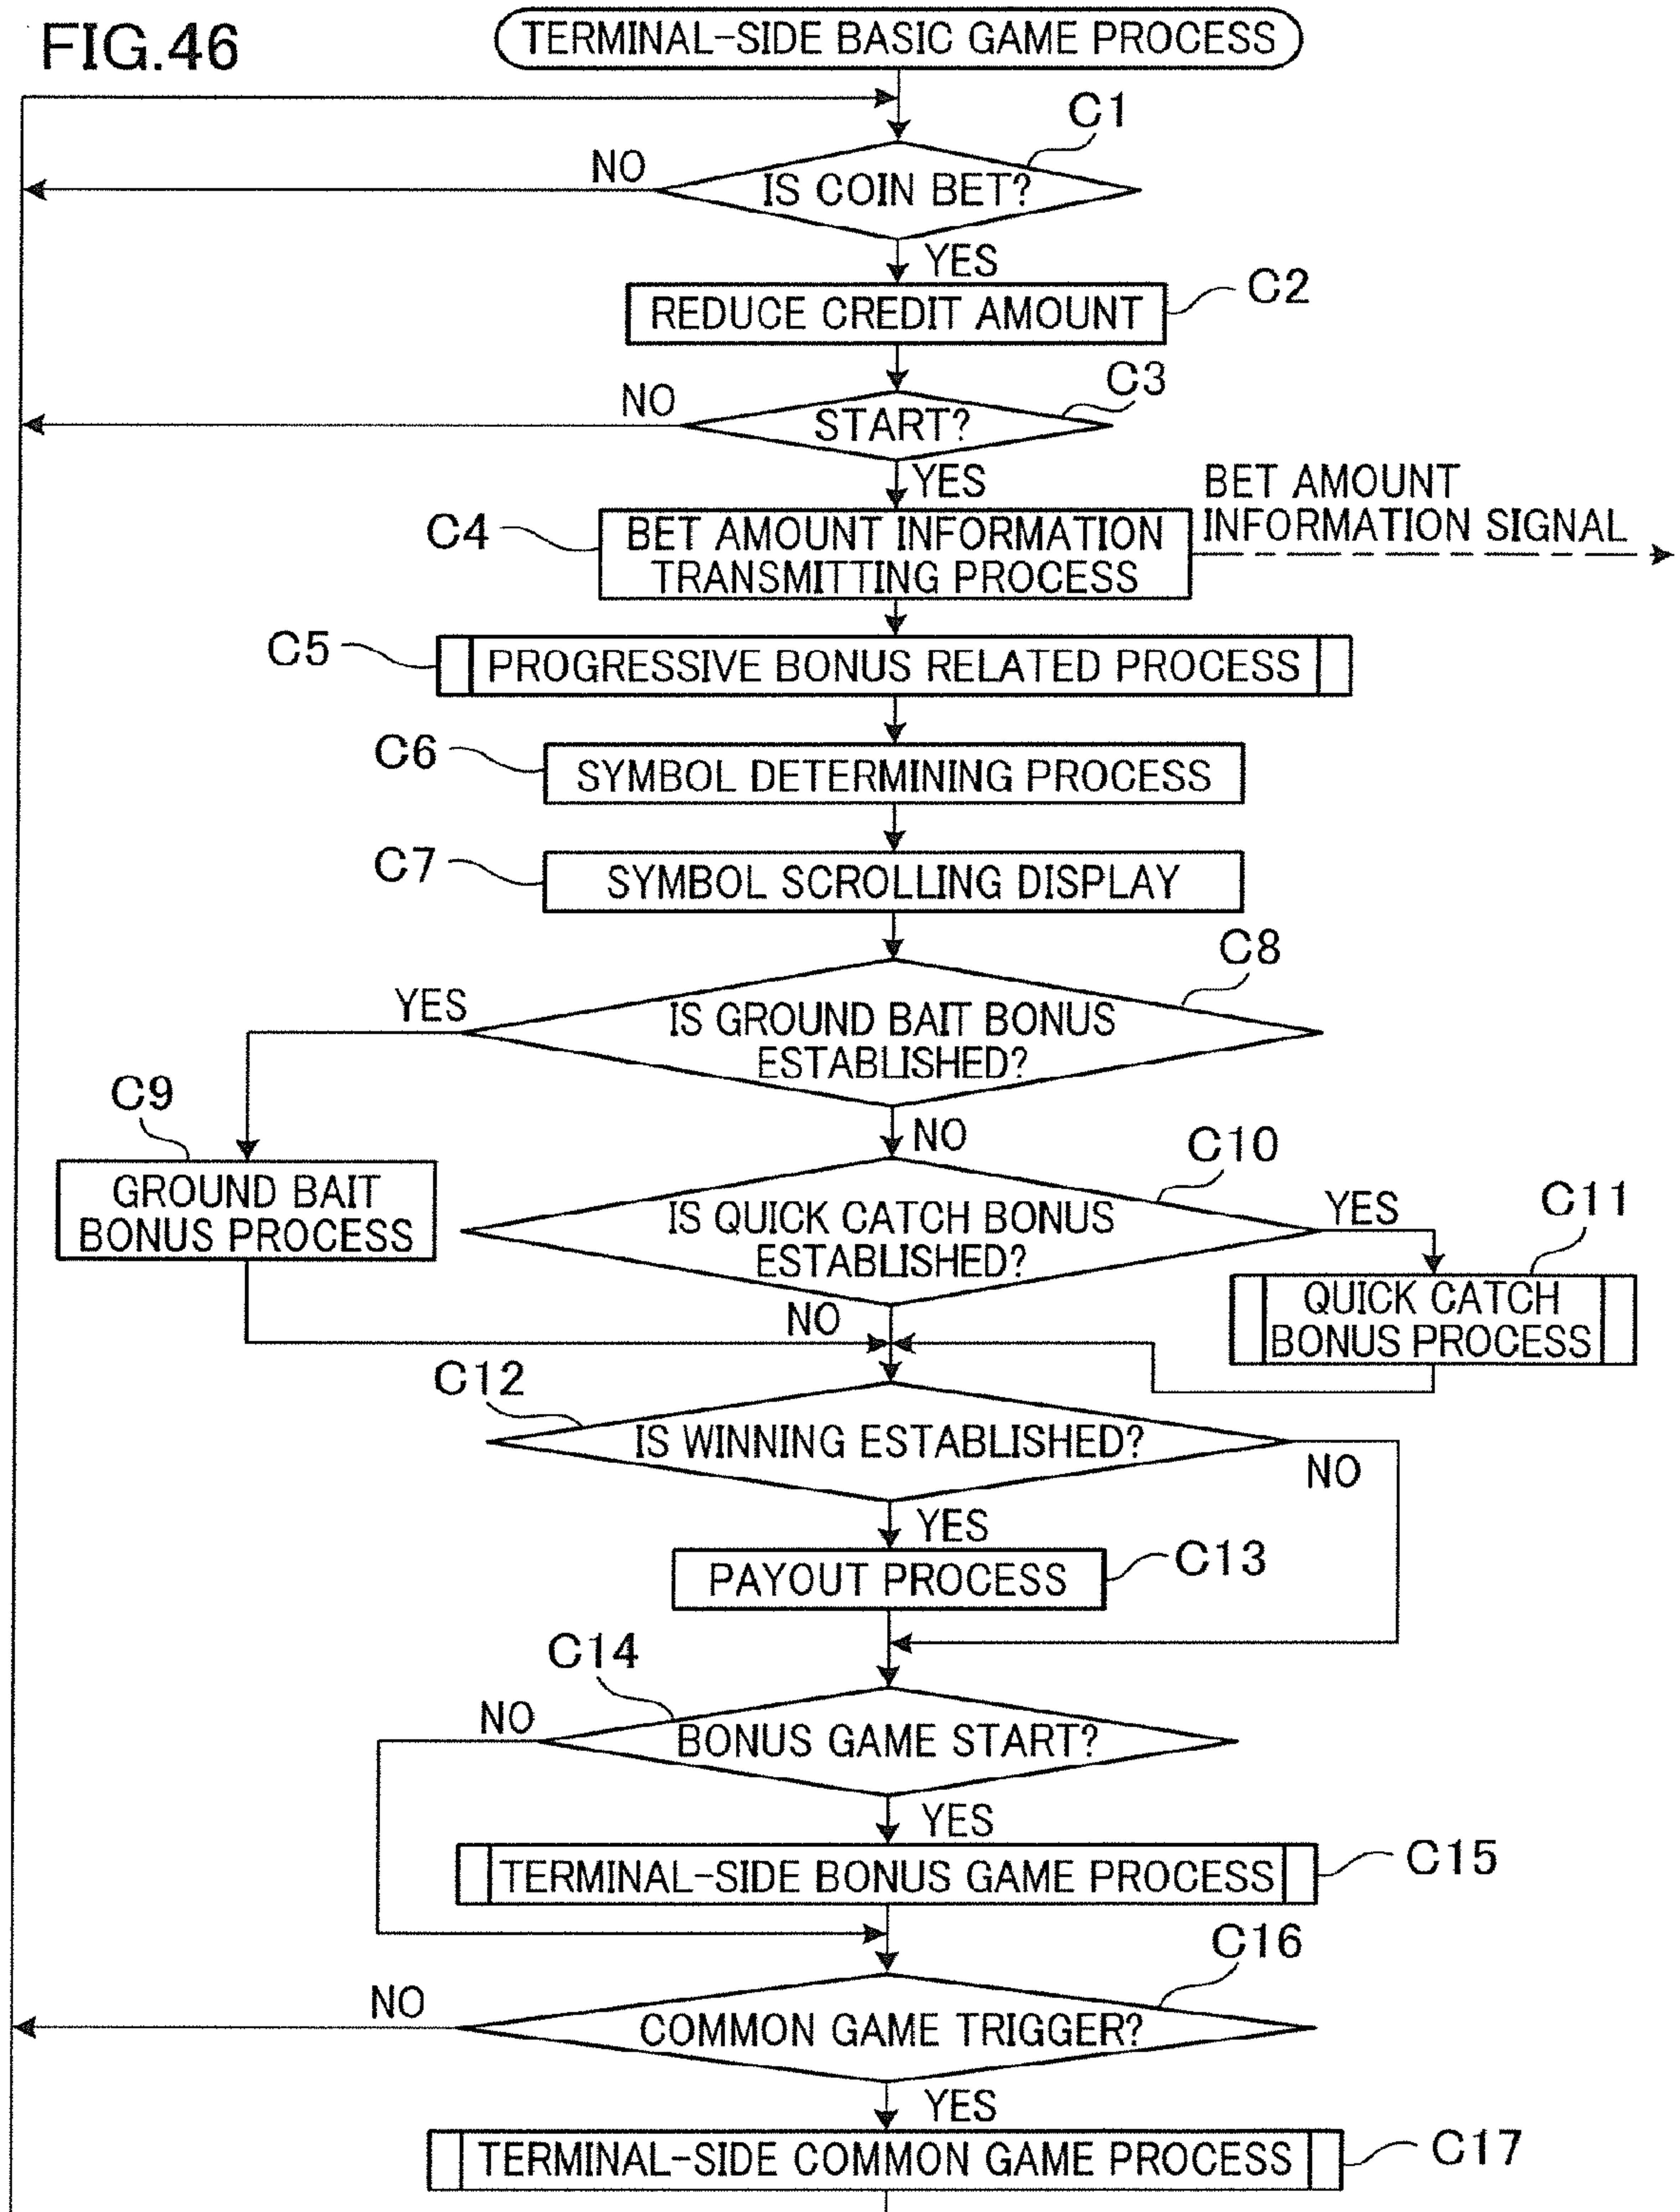 FIG.46
TERMINAL-SIDE BASIC GAME PROCESS
C1
NO
IS COIN BET?
YES
C2
REDUCE CREDIT AMOUNT
C3
NO
START?
YES
BET AMOUNT
INFORMATION SIGNAL
C4
BET AMOUNT INFORMATION
TRANSMITTING PROCESS
C5
PROGRESSIVE BONUS RELATED PROCESS
C6
SYMBOL DETERMINING PROCESS
C7
SYMBOL SCROLLING DISPLAY
C8
YES
IS GROUND BAIT BONUS
ESTABLISHED?
C9
NO
GROUND BAIT
BONUS PROCESS
C10
IS QUICK CATCH BONUS
ESTABLISHED?
YES
C11
QUICK CATCH
BONUS PROCESS
NO
C12
IS WINNING ESTABLISHED?
NO
YES
PAYOUT PROCESS
C13
C14
NO
BONUS GAME START?
YES
TERMINAL-SIDE BONUS GAME PROCESS
C15
C16
NO
COMMON GAME TRIGGER?
YES
TERMINAL-SIDE COMMON GAME PROCESS
C17